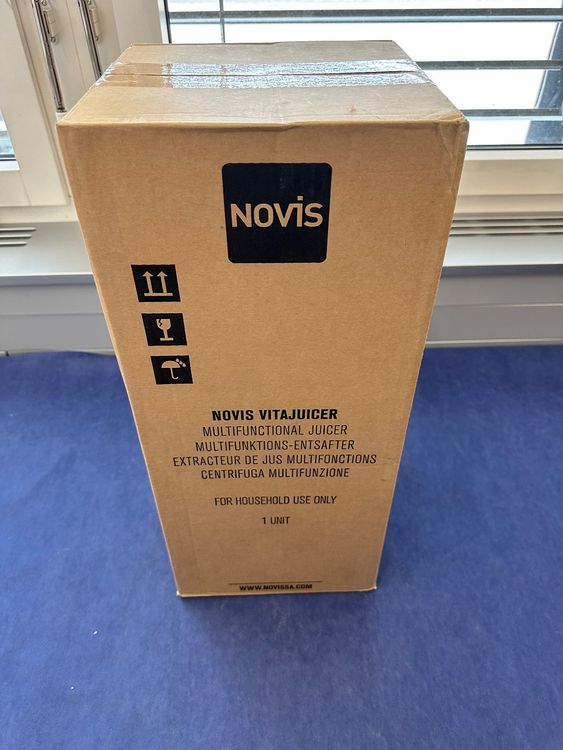 NOVIS
NOVIS VITAJUICER
MULTIFUNCTIONAL JUICER
MULTIFUNKTIONS-ENTSAFTER
EXTRACTEUR DE JUS MULTIFONCTIONS
CENTRIFUGA MULTIFUNZIONE
FOR HOUSEHOLD USE ONLY
1 UNIT
WWW.NOVISSA.COM